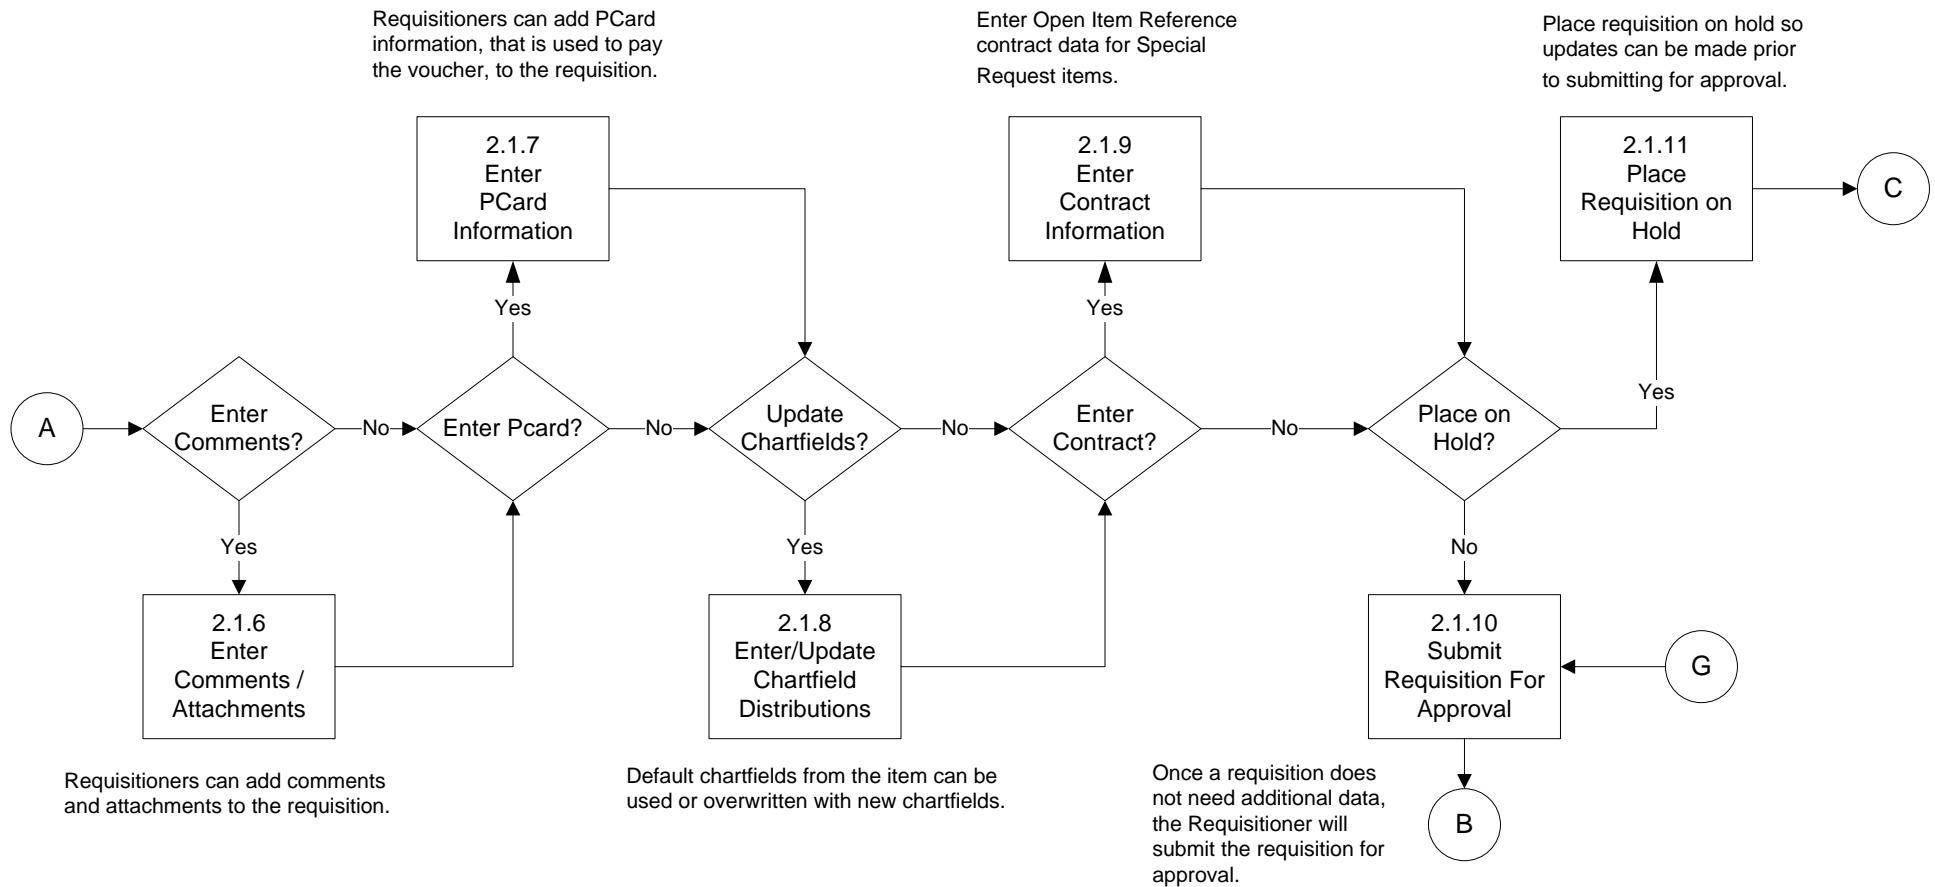 Requisitioners can add PCard
information, that is used to pay
the voucher, to the requisition.
Enter Open Item Reference
contract data for Special
Request items.
Place requisition on hold so
updates can be made prior
to submitting for approval.
2.1.7
Enter
PCard
Information
2.1.9
Enter
Contract
Information
2.1.11
Place
Requisition on
Hold
C
Yes
Yes
Yes
A
Enter
Comments?
No
Enter Pcard?
No
Update
Chartfields?
No
Enter
Contract?
No
Place on
Hold?
Yes
Yes
No
2.1.6
Enter
Comments /
Attachments
2.1.8
Enter/Update
Chartfield
Distributions
2.1.10
Submit
Requisition For
Approval
G
Requisitioners can add comments
and attachments to the requisition.
Default chartfields from the item can be
used or overwritten with new chartfields.
Once a requisition does
not need additional data,
the Requisitioner will
submit the requisition for
approval.
B